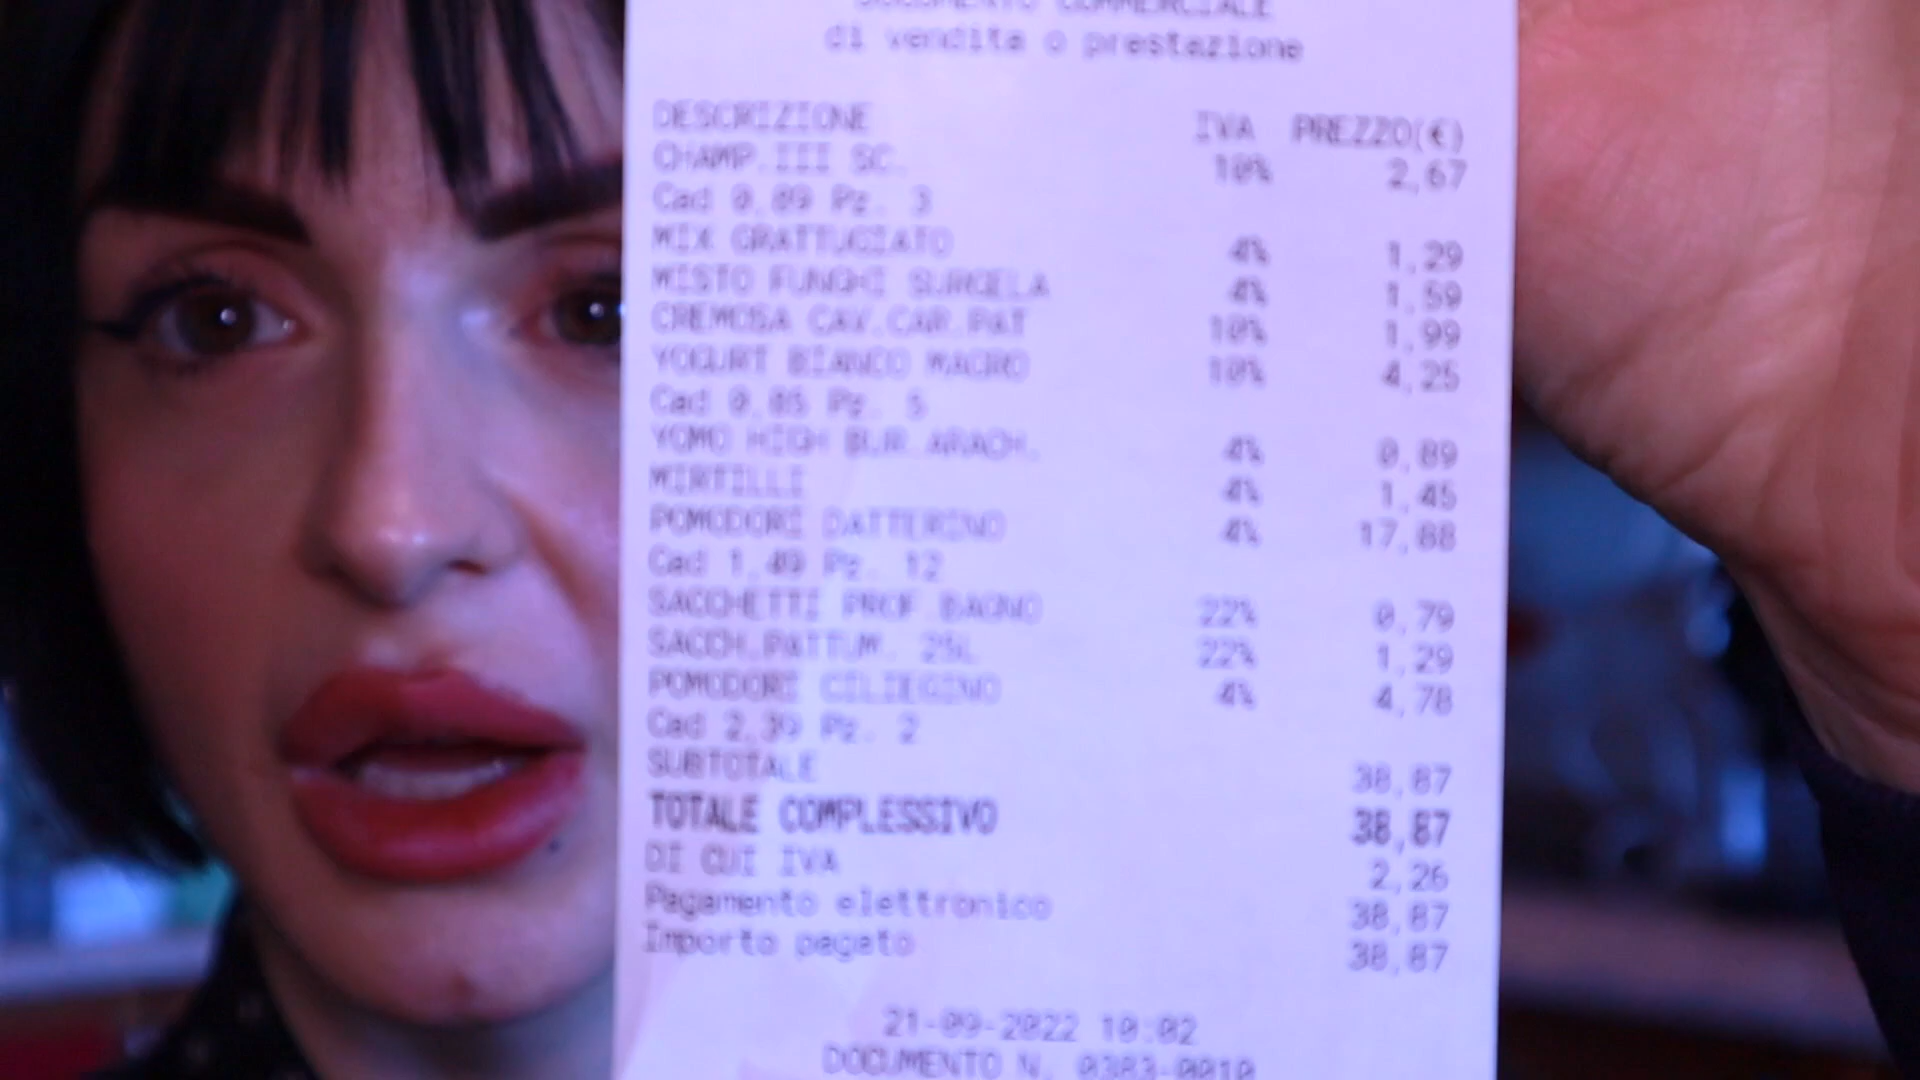 DOCUMENTO COMMERCIALE
di vendita o prestazione
DESCRIZIONE IVA PREZZO(€)
CHAMP.III SC. 10% 2,67
Cad 0,89 Pz. 3
MIX GRATTUGIATO 4% 1,29
MISTO FUNGHI SURGELA 4% 1,59
CREMOSA CAV.CAR.PAT 10% 1,99
YOGURT BIANCO MAGRO 10% 4,25
Cad 0,85 Pz. 5
YOMO HIGH BUR.ARACH. 4% 0,89
MIRTILLI 4% 1,45
POMODORI DATTERINO 4% 17,88
Cad 1,49 Pz. 12
SACCHETTI PROF.BAGNO 22% 0,79
SACCH.PATTUM. 25L 22% 1,29
POMODORI CILIEGINO 4% 4,78
Cad 2,39 Pz. 2
SUBTOTALE 38,87
TOTALE COMPLESSIVO 38,87
DI CUI IVA 2,26
Pagamento elettronico 38,87
Importo pagato 38,87
21-09-2022 10:02
DOCUMENTO N. 0383-0010